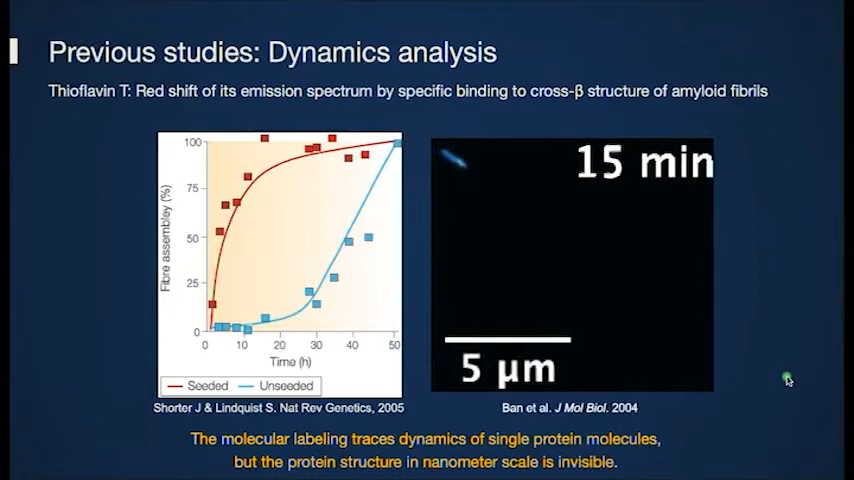 Previous studies: Dynamics analysis
Thioflavin T: Red shift of its emission spectrum by specific binding to cross-β structure of amyloid fibrils
100
75
50
25
0
Fibre assembley (%)
0 10 20 30 40 50
Time (h)
Seeded Unseeded
Shorter J & Lindquist S. Nat Rev Genetics, 2005
15 min
5 μm
Ban et al. J Mol Biol. 2004
The molecular labeling traces dynamics of single protein molecules,
but the protein structure in nanometer scale is invisible.